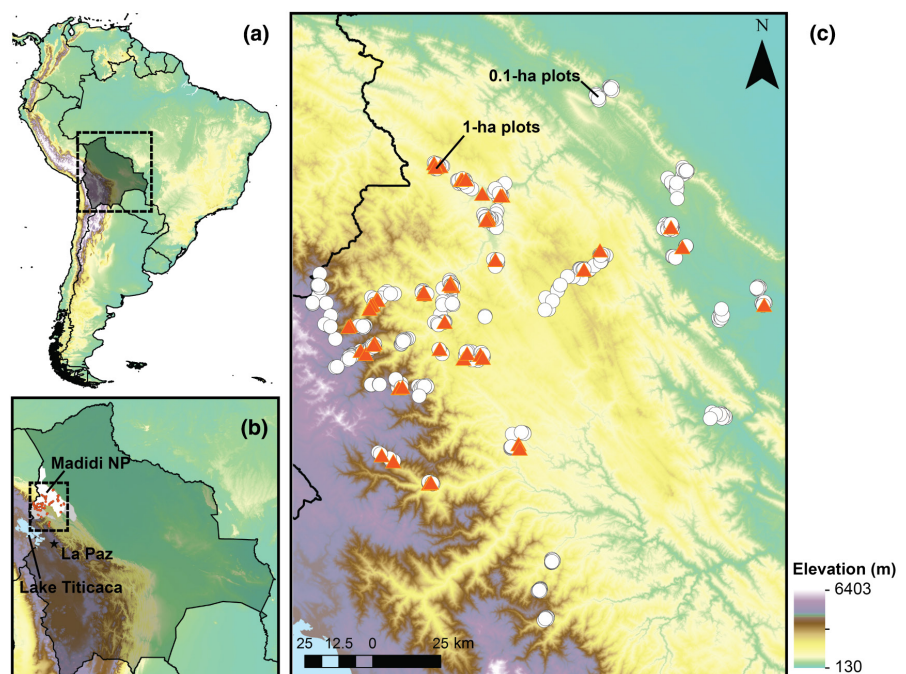 (a)
(b)
Madidi NP
La Paz
Lake Titicaca
(c)
N
0.1-ha plots
1-ha plots
25 12.5 0 25 km
Elevation (m)
6403
130